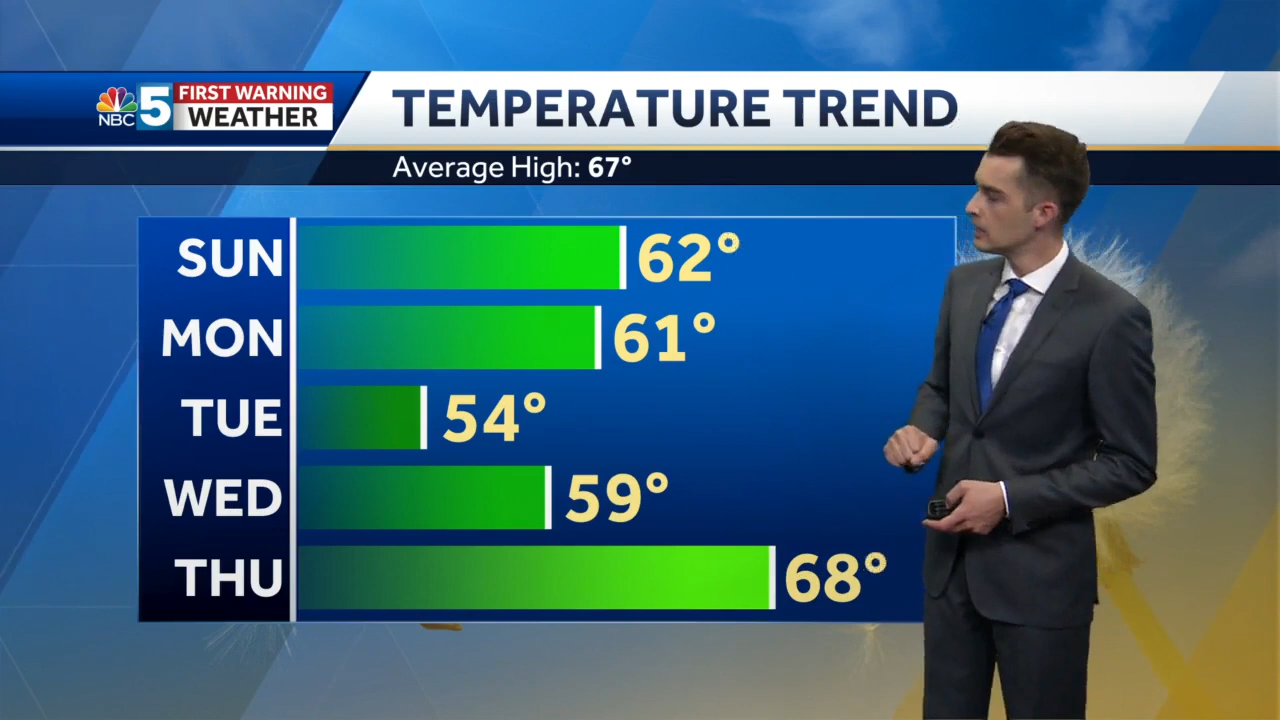 NBC 5 FIRST WARNING WEATHER
TEMPERATURE TREND
Average High: 67°
SUN 62°
MON 61°
TUE 54°
WED 59°
THU 68°